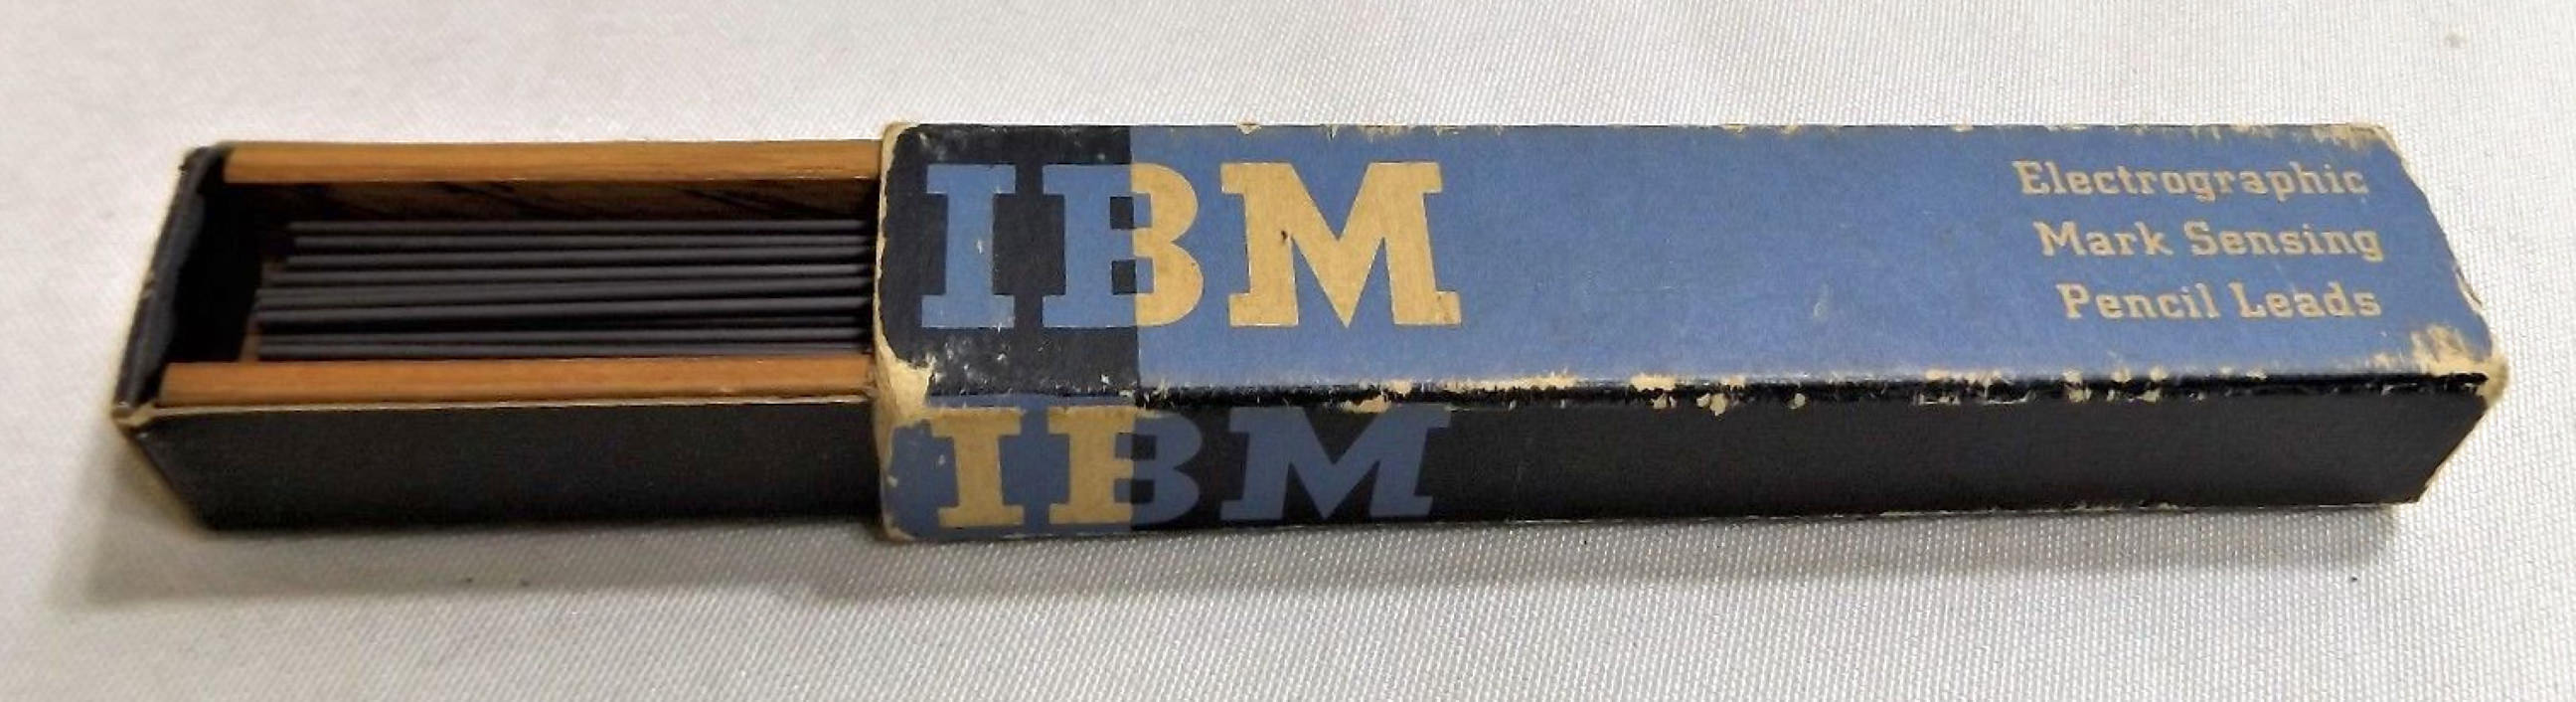 IBM
Electrographic
Mark Sensing
Pencil Leads
IBM